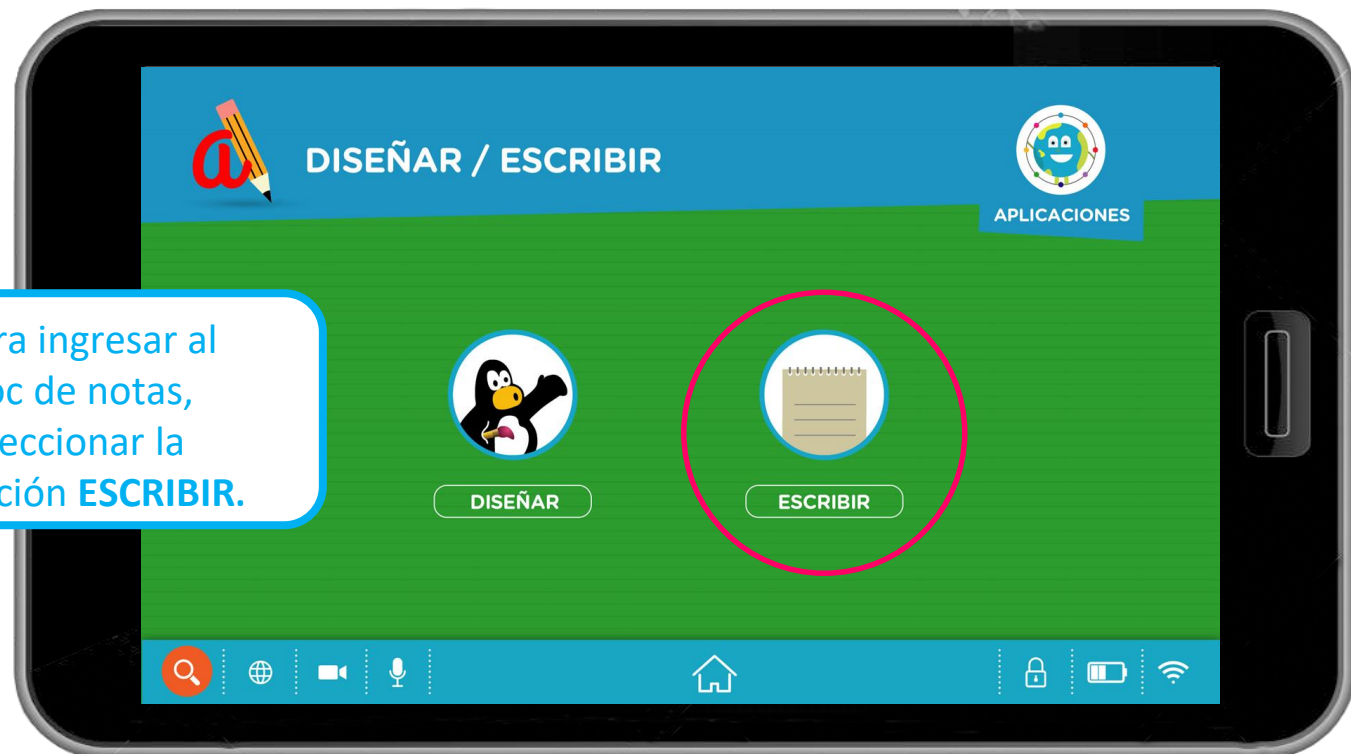 DISEÑAR / ESCRIBIR
APLICACIONES
ra ingresar al
oc de notas,
eccionar la
ción ESCRIBIR.
DISEÑAR
ESCRIBIR